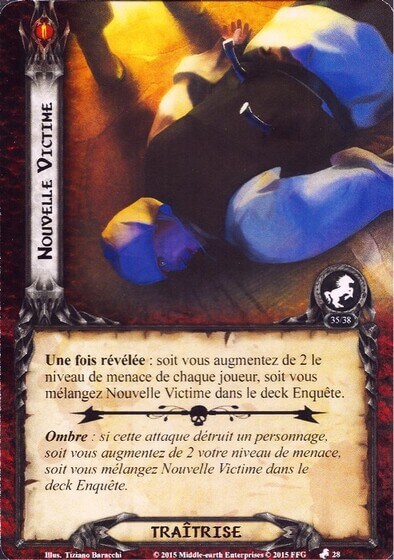 NOUVELLE VICTIME
35/38
Une fois révélée : soit vous augmentez de 2 le
niveau de menace de chaque joueur, soit vous
mélangez Nouvelle Victime dans le deck Enquête.
Ombre : si cette attaque détruit un personnage,
soit vous augmentez de 2 votre niveau de menace,
soit vous mélangez Nouvelle Victime dans le
deck Enquête.
TRAÎTRISE
Illus. Tiziano Baracchi © 2015 Middle-earth Enterprises © 2015 FFG 28